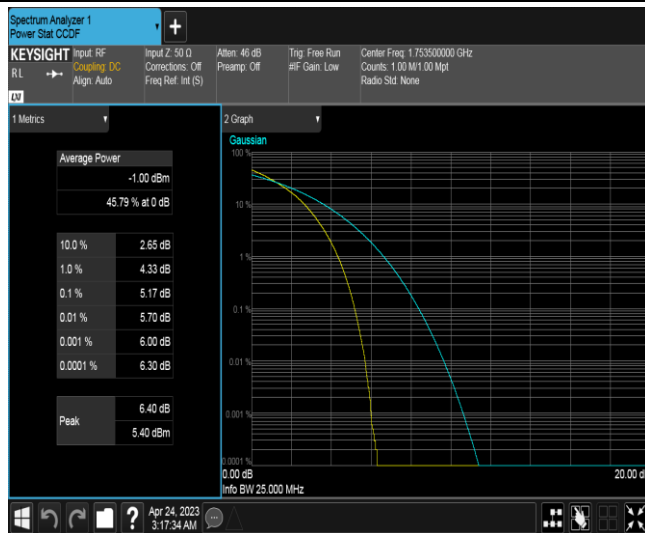 Spectrum Analyzer 1
Power Stat CCDF
+
KEYSIGHT
RL
LXI
Input: RF
Coupling: DC
Align: Auto
Input Z: 50 Ω
Corrections: Off
Freq Ref: Int (S)
Atten: 46 dB
Preamp: Off
Trig: Free Run
#IF Gain: Low
Center Freq: 1.753500000 GHz
Counts: 1.00 M/1.00 Mpt
Radio Std: None
1 Metrics
Average Power
-1.00 dBm
45.79 % at 0 dB
10.0 % 2.65 dB
1.0 % 4.33 dB
0.1 % 5.17 dB
0.01 % 5.70 dB
0.001 % 6.00 dB
0.0001 % 6.30 dB
Peak
6.40 dB
5.40 dBm
2 Graph
Gaussian
100 %
10 %
1 %
0.1 %
0.01 %
0.001 %
0.0001 %
0.00 dB
20.00 d
Info BW 25.000 MHz
?
Apr 24, 2023
3:17:34 AM